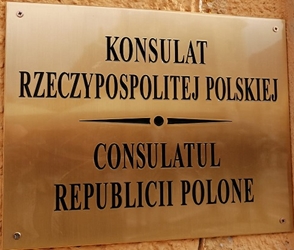 KONSULAT
RZECZYPOSPOLITEJ POLSKIEJ
CONSULATUL
REPUBLICII POLONE